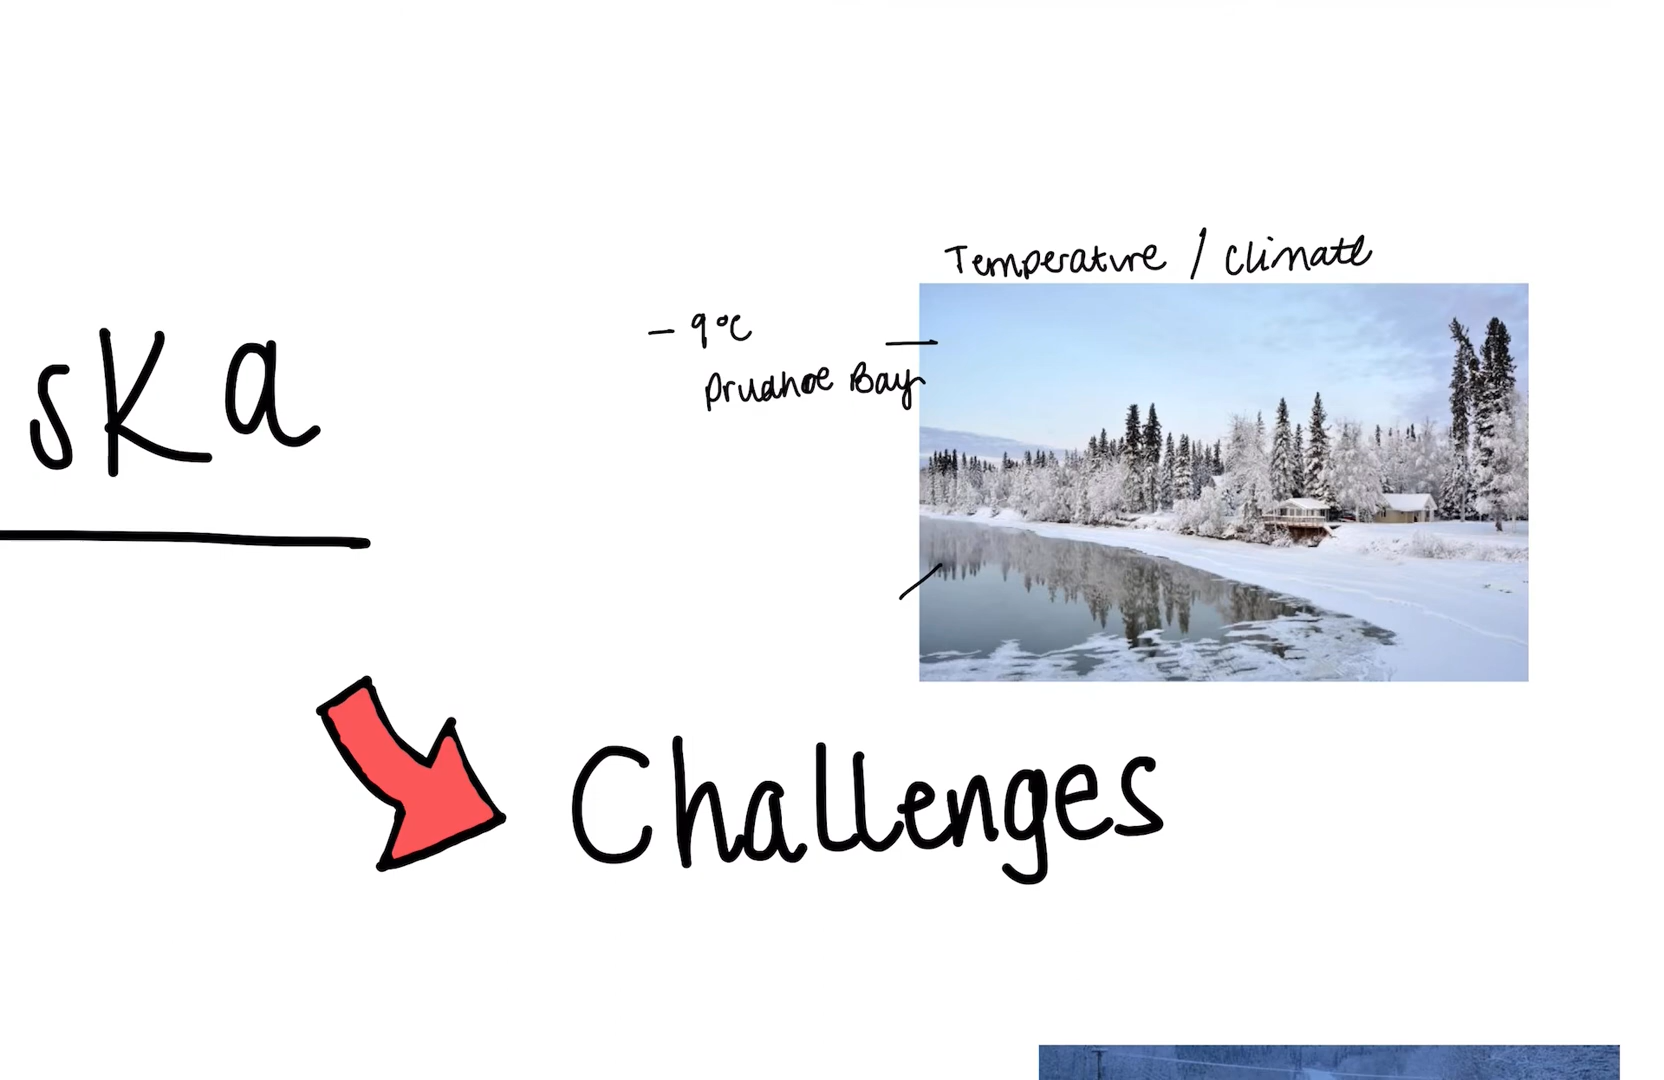 Temperature / Climate
- 9°C
Prudhoe Bay
ska
Challenges